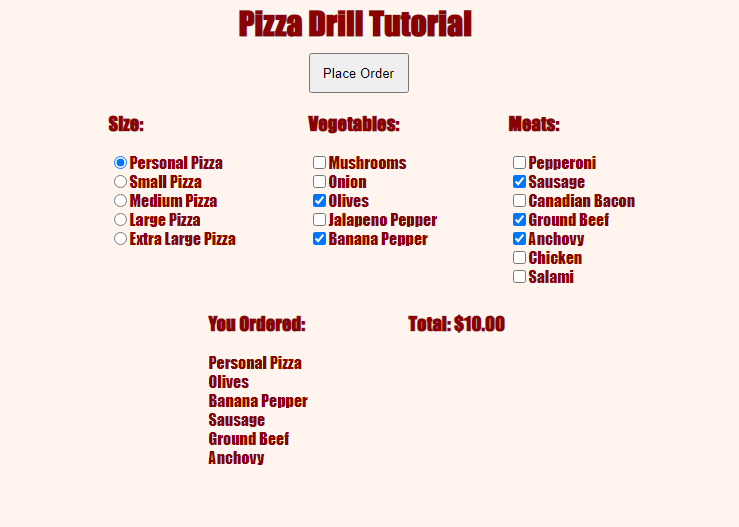 Pizza Drill Tutorial
Place Order
Size:
Personal Pizza
Small Pizza
Medium Pizza
Large Pizza
Extra Large Pizza
Vegetables:
Mushrooms
Onion
Olives
Jalapeno Pepper
Banana Pepper
Meats:
Pepperoni
Sausage
Canadian Bacon
Ground Beef
Anchovy
Chicken
Salami
You Ordered:
Personal Pizza
Olives
Banana Pepper
Sausage
Ground Beef
Anchovy
Total: $10.00